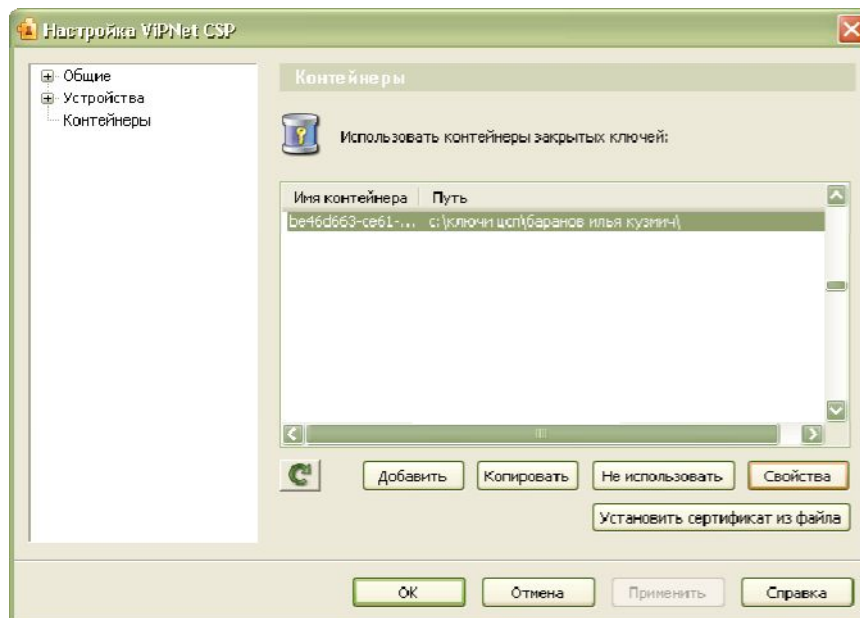 Настройка ViPNet CSP
Общие
Устройства
Контейнеры
Контейнеры
Использовать контейнеры закрытых ключей:
Имя контейнера Путь
be46d663-ce61-... c:\ключи цсп\баранов илья кузмич\
Добавить Копировать Не использовать Свойства
Установить сертификат из файла
ОК Отмена Применить Справка